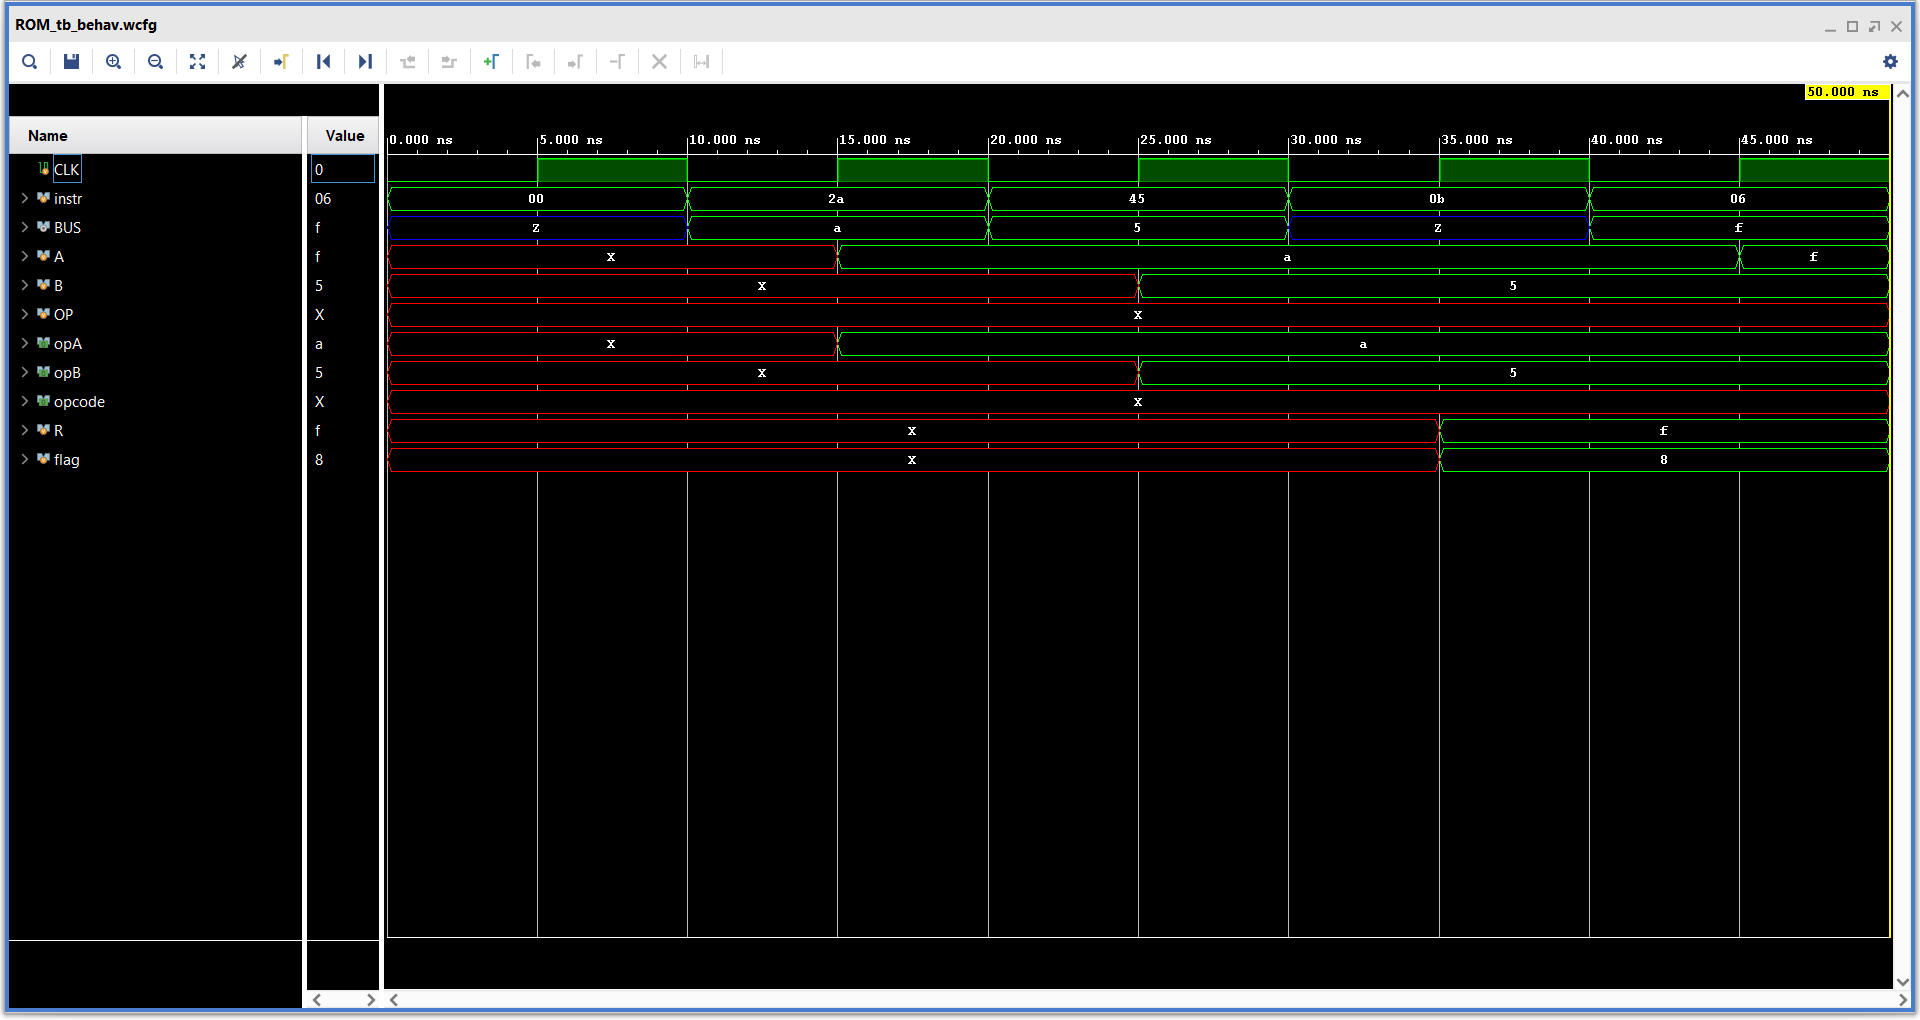 ROM_tb_behav.wcfg
50.000 ns
Name Value
0.000 ns 5.000 ns 10.000 ns 15.000 ns 20.000 ns 25.000 ns 30.000 ns 35.000 ns 40.000 ns 45.000 ns
CLK 0
instr 06 00 2a 45 0b 06
BUS f Z a 5 Z f
A f X a f
B 5 X 5
OP X X
opA a X a
opB 5 X 5
opcode X X
R f X f
flag 8 X 8